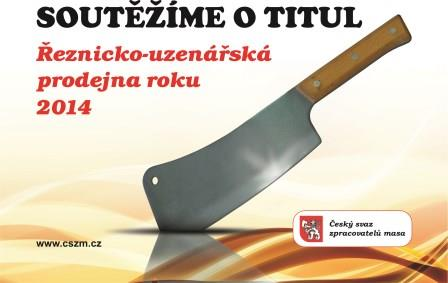 SOUTĚŽÍME O TITUL
Řeznicko-uzenářská
prodejna roku
2014
www.cszm.cz
Český svaz
zpracovatelů masa